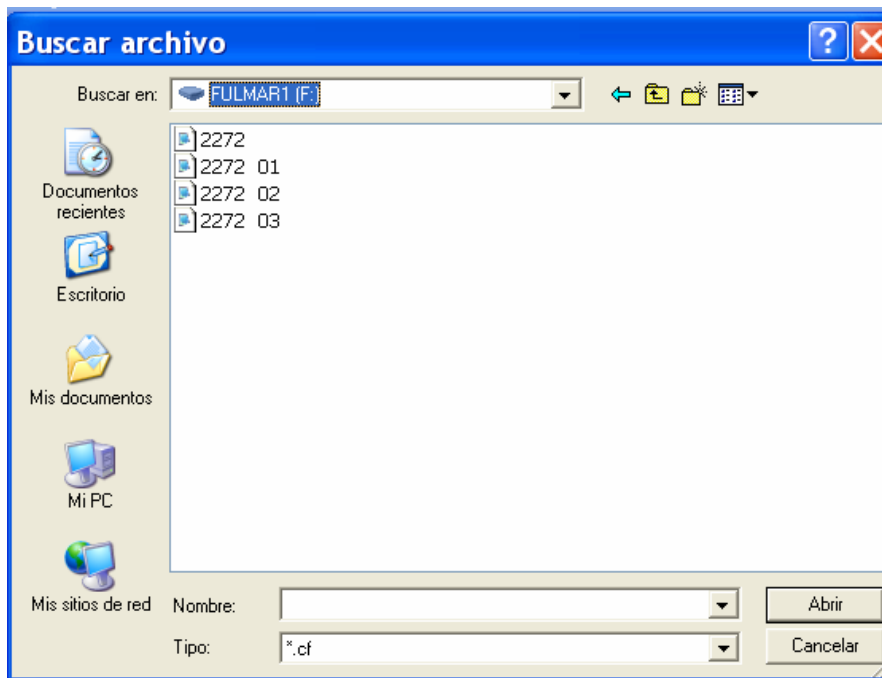 Buscar archivo
Buscar en:
FULMAR1 (F:)
2272
2272 01
2272 02
2272 03
Documentos
recientes
Escritorio
Mis documentos
Mi PC
Mis sitios de red
Nombre:
Abrir
Tipo:
*.cf
Cancelar